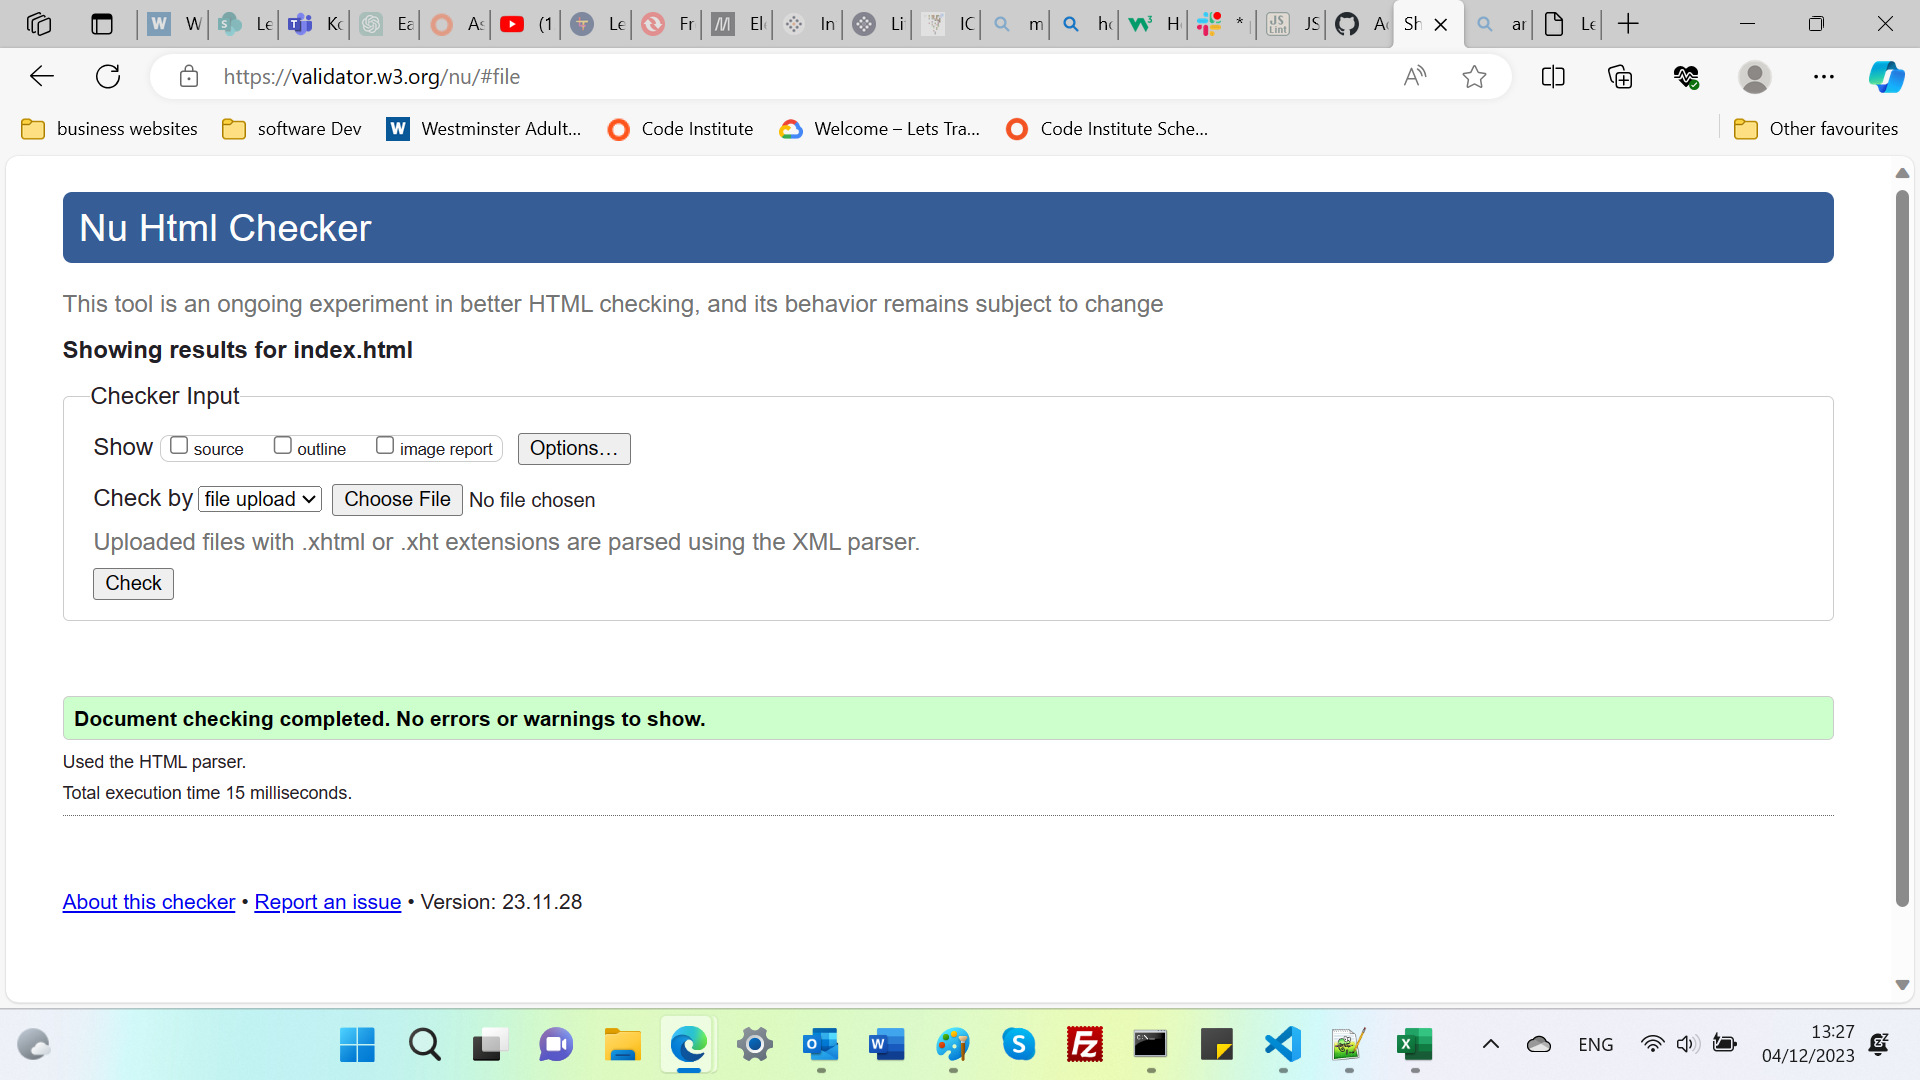 W
Le
Kc
Ea
As
(1
Le
Fr
Ele
In
Li
IC
m
ho
H
*
JS
Ac
Sh
ar
Le
https://validator.w3.org/nu/#file
business websites
software Dev
Westminster Adult...
Code Institute
Welcome – Lets Tra...
Code Institute Sche...
Other favourites
Nu Html Checker
This tool is an ongoing experiment in better HTML checking, and its behavior remains subject to change
Showing results for index.html
Checker Input
Show source outline image report Options…
Check by file upload Choose File No file chosen
Uploaded files with .xhtml or .xht extensions are parsed using the XML parser.
Check
Document checking completed. No errors or warnings to show.
Used the HTML parser.
Total execution time 15 milliseconds.
About this checker • Report an issue • Version: 23.11.28
ENG
13:27
04/12/2023